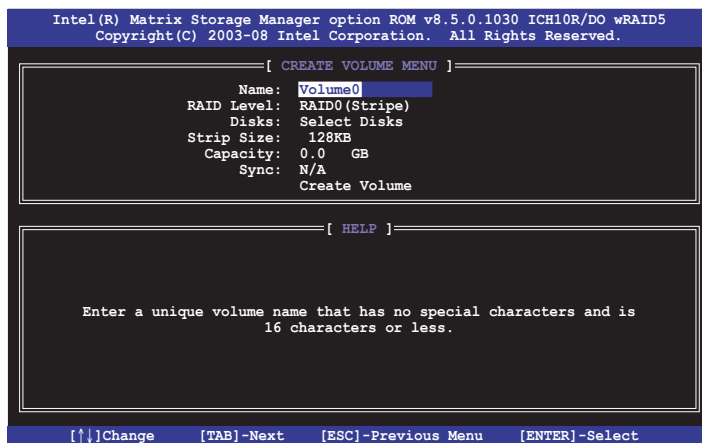 Intel(R) Matrix Storage Manager option ROM v8.5.0.1030 ICH10R/DO wRAID5
Copyright(C) 2003-08 Intel Corporation. All Rights Reserved.
[ CREATE VOLUME MENU ]
Name: Volume0
RAID Level: RAID0(Stripe)
Disks: Select Disks
Strip Size: 128KB
Capacity: 0.0 GB
Sync: N/A
Create Volume
[ HELP ]
Enter a unique volume name that has no special characters and is
16 characters or less.
[↑↓]Change [TAB]-Next [ESC]-Previous Menu [ENTER]-Select